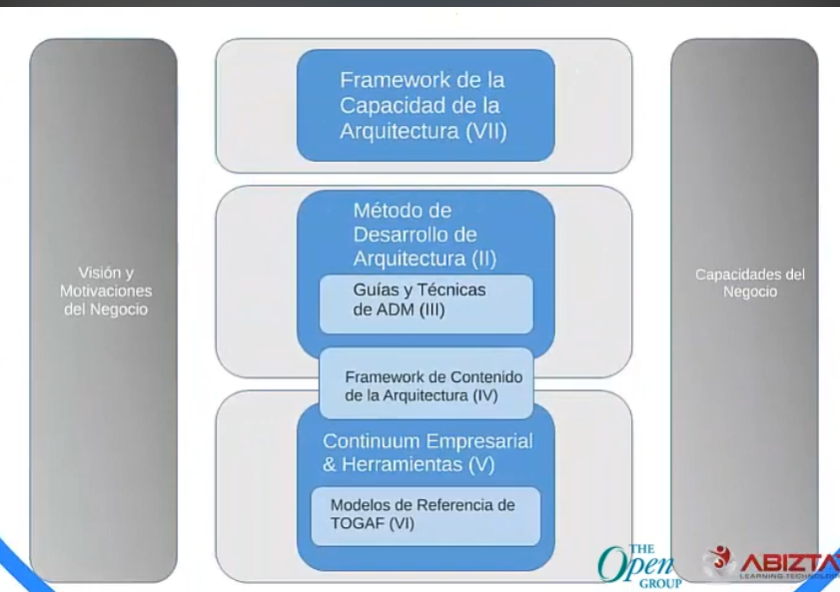 Framework de la
Capacidad de la
Arquitectura (VII)
Método de
Desarrollo de
Arquitectura (II)
Guías y Técnicas
de ADM (III)
Visión y
Motivaciones
del Negocio
Capacidades del
Negocio
Framework de Contenido
de la Arquitectura (IV)
Continuum Empresarial
& Herramientas (V)
Modelos de Referencia de
TOGAF (VI)
THE
Open
GROUP
ABIZTA
LEARNING TECHNOLO